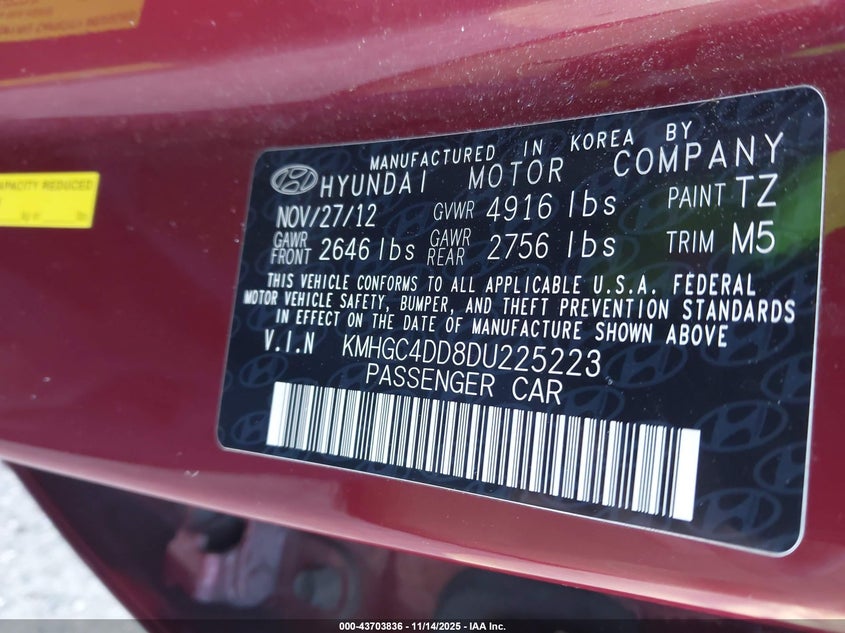 CAPACITY REDUCED
MANUFACTURED IN KOREA BY
HYUNDAI MOTOR COMPANY
NOV/27/12 GVWR 4916 lbs PAINT TZ
GAWR FRONT 2646 lbs GAWR REAR 2756 lbs TRIM M5
THIS VEHICLE CONFORMS TO ALL APPLICABLE U.S.A. FEDERAL
MOTOR VEHICLE SAFETY, BUMPER, AND THEFT PREVENTION STANDARDS
IN EFFECT ON THE DATE OF MANUFACTURE SHOWN ABOVE
V.I.N KMHGC4DD8DU225223
PASSENGER CAR
000-43703836 - 11/14/2025 - IAA Inc.